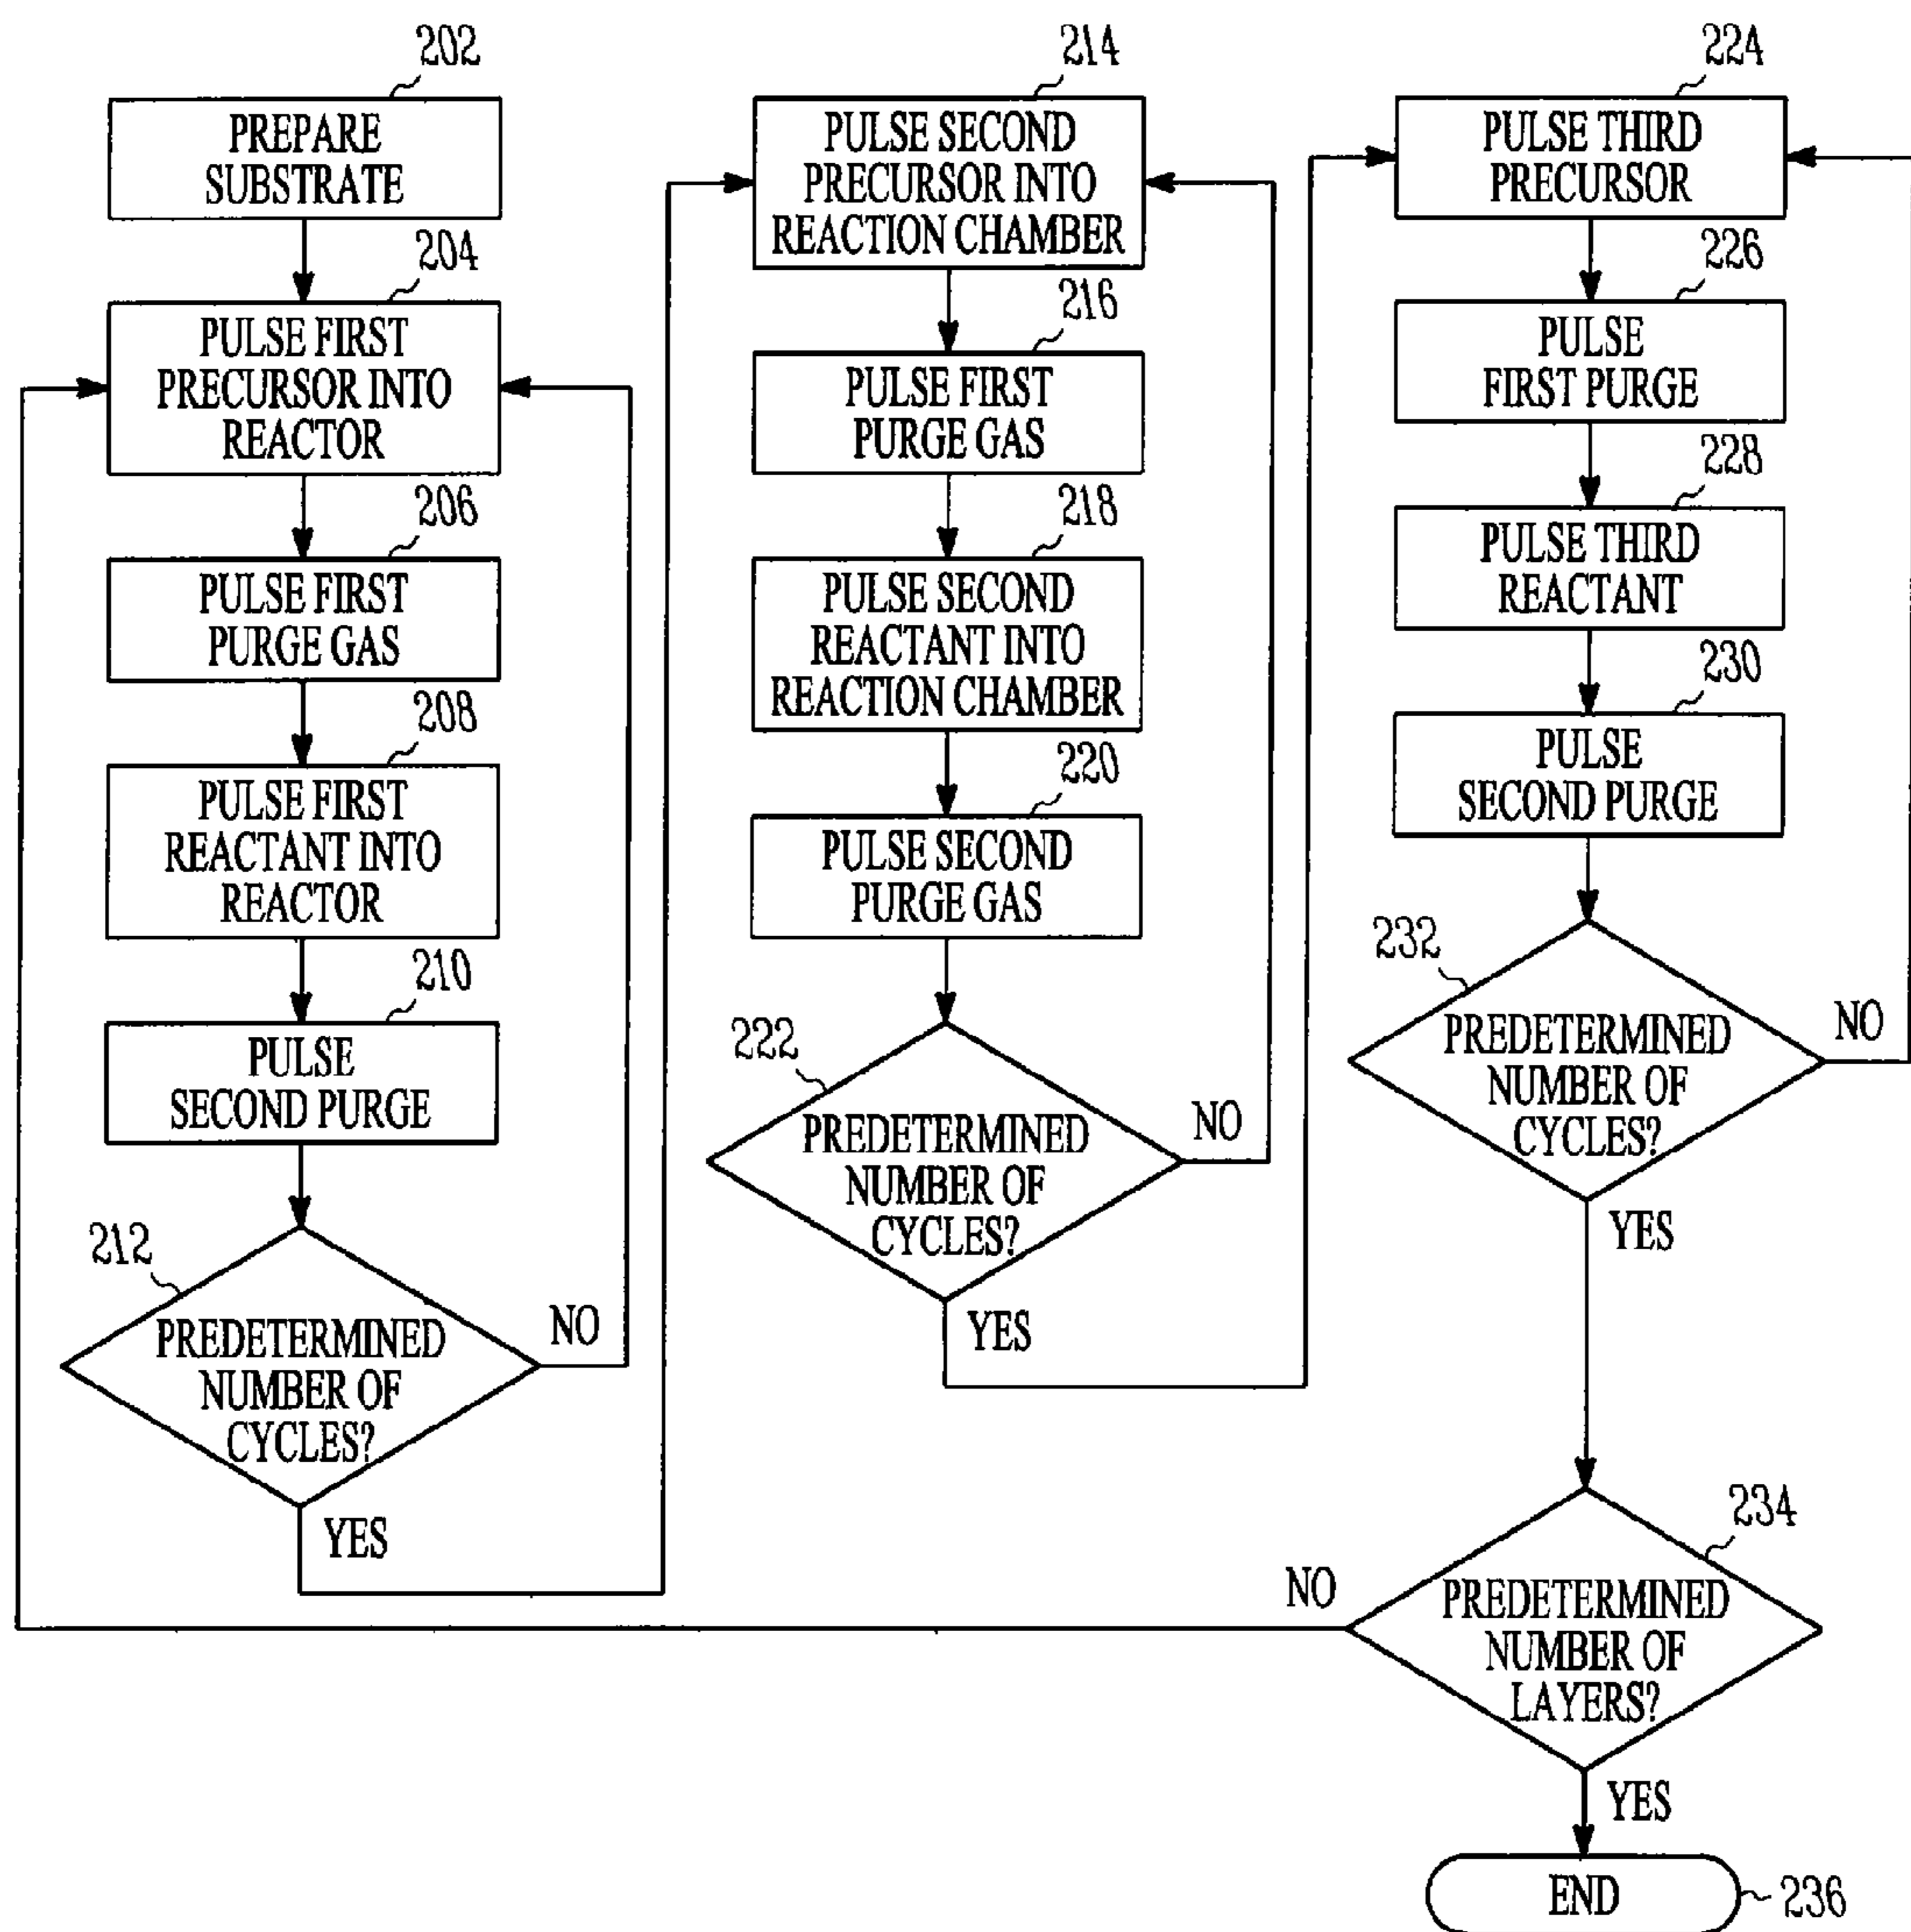 202
PREPARE
SUBSTRATE
204
PULSE FIRST
PRECURSOR INTO
REACTOR
206
PULSE FIRST
PURGE GAS
208
PULSE FIRST
REACTANT INTO
REACTOR
210
PULSE
SECOND PURGE
212
PREDETERMINED
NUMBER OF
CYCLES?
NO
YES
214
PULSE SECOND
PRECURSOR INTO
REACTION CHAMBER
216
PULSE FIRST
PURGE GAS
218
PULSE SECOND
REACTANT INTO
REACTION CHAMBER
220
PULSE SECOND
PURGE GAS
222
PREDETERMINED
NUMBER OF
CYCLES?
NO
YES
224
PULSE THIRD
PRECURSOR
226
PULSE
FIRST PURGE
228
PULSE THIRD
REACTANT
230
PULSE
SECOND PURGE
232
PREDETERMINED
NUMBER OF
CYCLES?
NO
YES
234
PREDETERMINED
NUMBER OF
LAYERS?
NO
YES
END
236